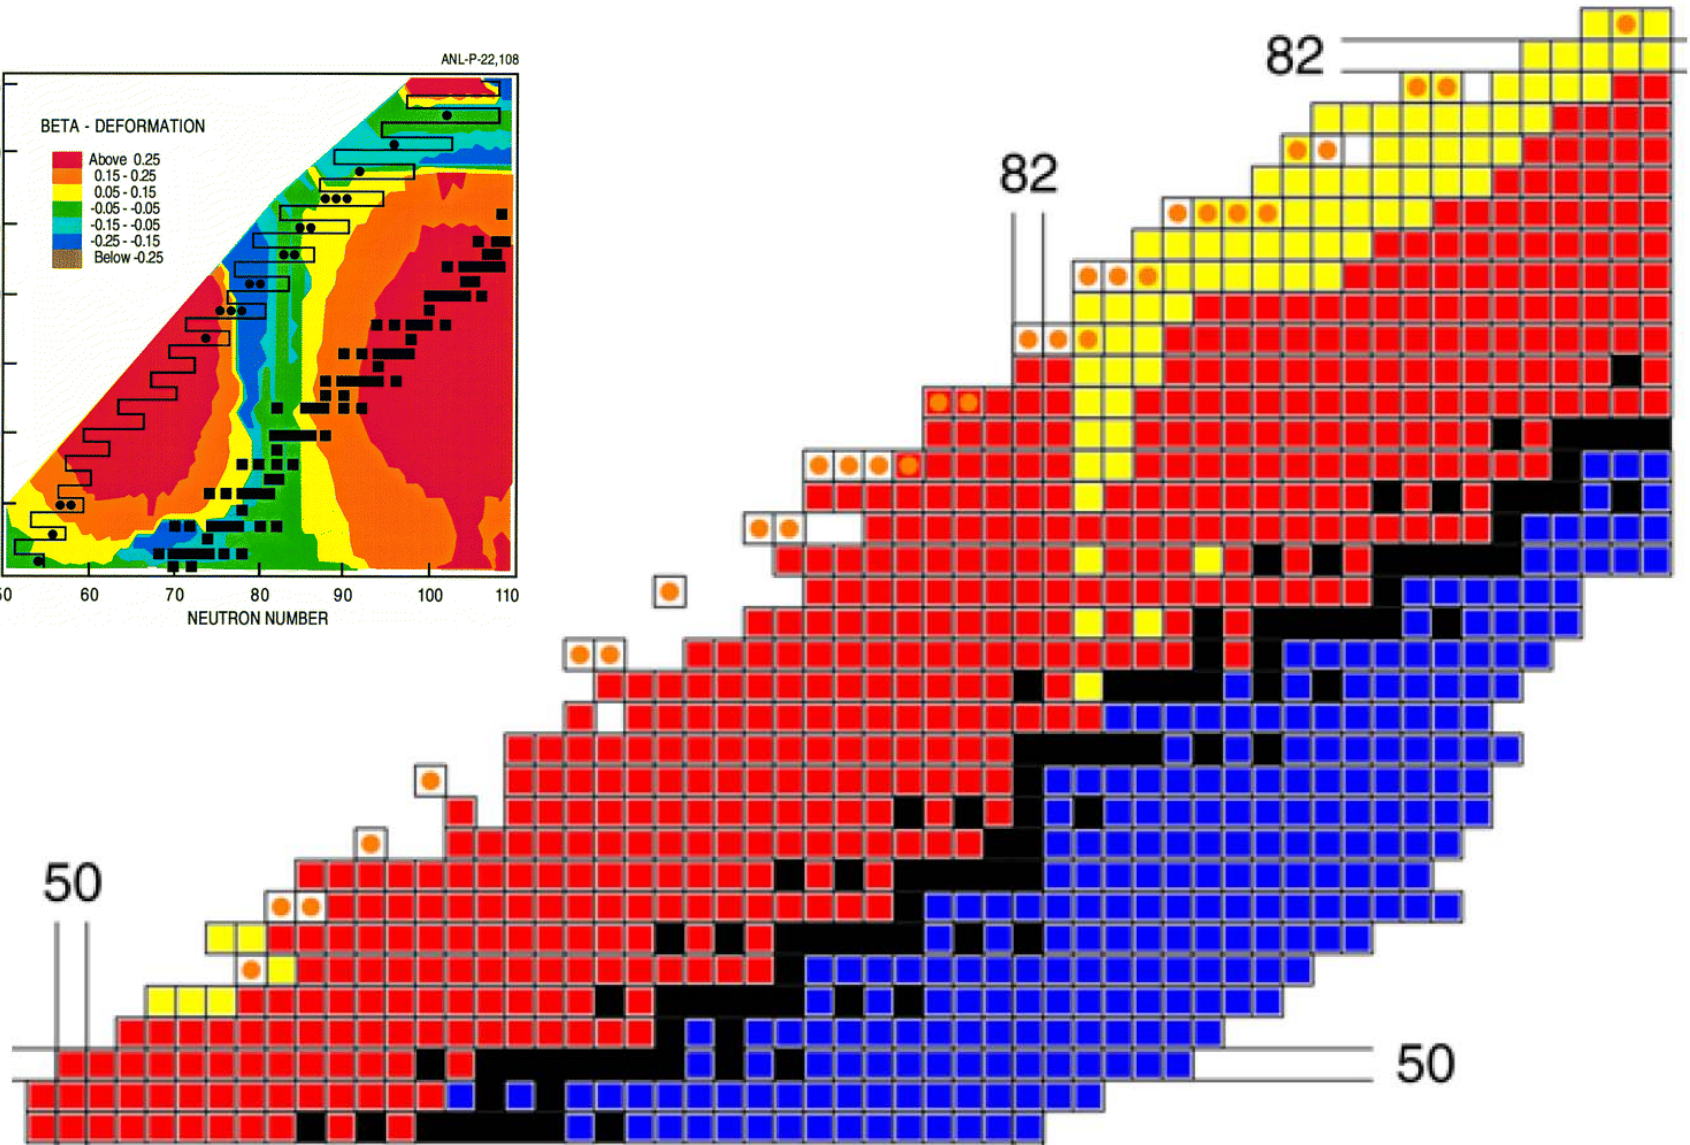 ANL-P-22,108
BETA - DEFORMATION
Above 0.25
0.15 - 0.25
0.05 - 0.15
-0.05 - -0.05
-0.15 - -0.05
-0.25 - -0.15
Below -0.25
60 70 80 90 100 110
NEUTRON NUMBER
82
82
50
50